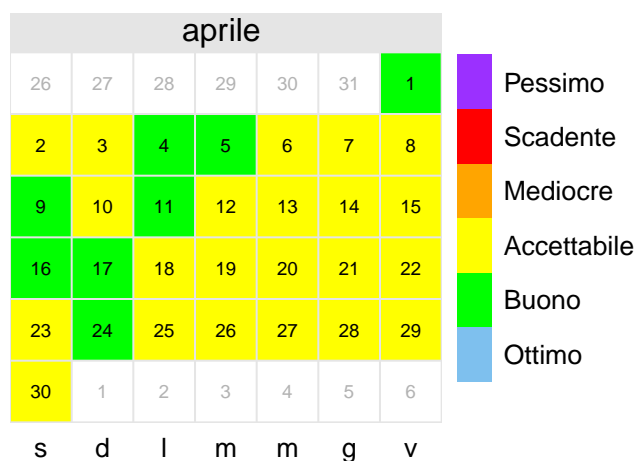 aprile
26 27 28 29 30 31 1
2 3 4 5 6 7 8
9 10 11 12 13 14 15
16 17 18 19 20 21 22
23 24 25 26 27 28 29
30 1 2 3 4 5 6
s d l m m g v
Pessimo
Scadente
Mediocre
Accettabile
Buono
Ottimo